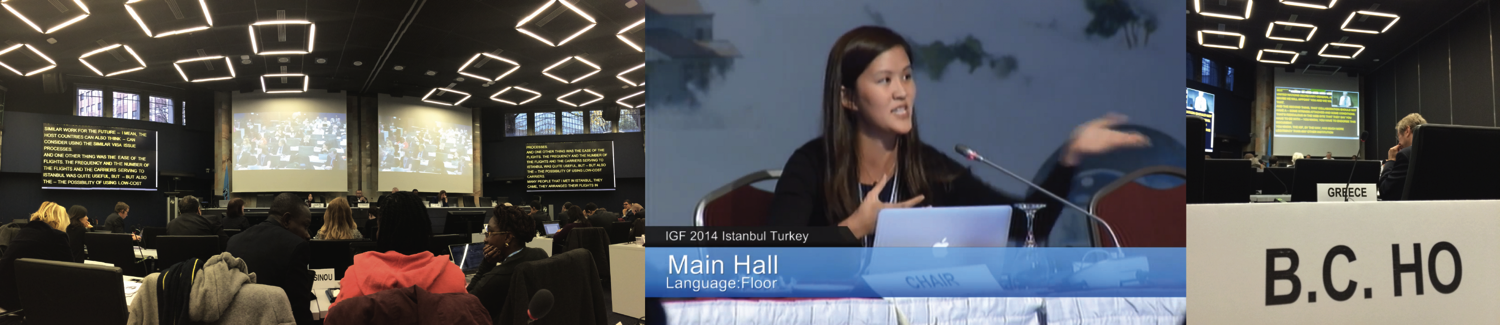 SIMILAR WORK FOR THE FUTURE – I MEAN, THE
HOST COUNTRIES CAN ALSO THINK – CAN
CONSIDER USING THE SIMILAR VISA ISSUE
PROCESSES.
AND ONE OTHER THING WAS THE EASE OF THE
FLIGHTS. THE FREQUENCY AND THE NUMBER OF
THE FLIGHTS AND THE CARRIERS SERVING TO
ISTANBUL WAS QUITE USEFUL, BUT – BUT ALSO
THE – THE POSSIBILITY OF USING LOW-COST
PROCESSES.
AND ONE OTHER THING WAS THE EASE OF THE
FLIGHTS. THE FREQUENCY AND THE NUMBER OF
THE FLIGHTS AND THE CARRIERS SERVING TO
ISTANBUL WAS QUITE USEFUL, BUT – BUT ALSO
THE – THE POSSIBILITY OF USING LOW-COST
CARRIERS.
MANY PEOPLE THAT I MET IN ISTANBUL, THEY
CAME, THEY ARRANGED THEIR FLIGHTS IN
SINOU
IGF 2014 Istanbul Turkey
Main Hall
Language:Floor
CHAIR
GREECE
B.C. HO